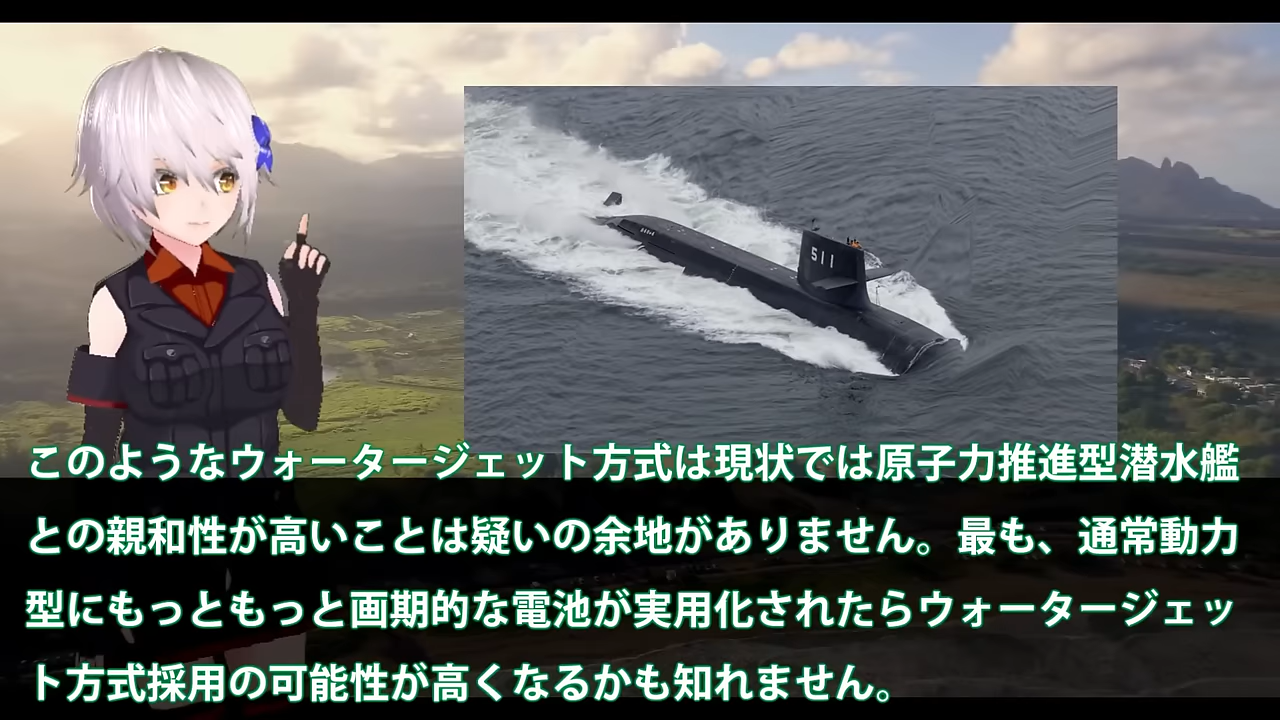 511
このようなウォータージェット方式は現状では原子力推進型潜水艦
との親和性が高いことは疑いの余地がありません。最も、通常動力
型にもっともっと画期的な電池が実用化されたらウォータージェッ
ト方式採用の可能性が高くなるかも知れません。